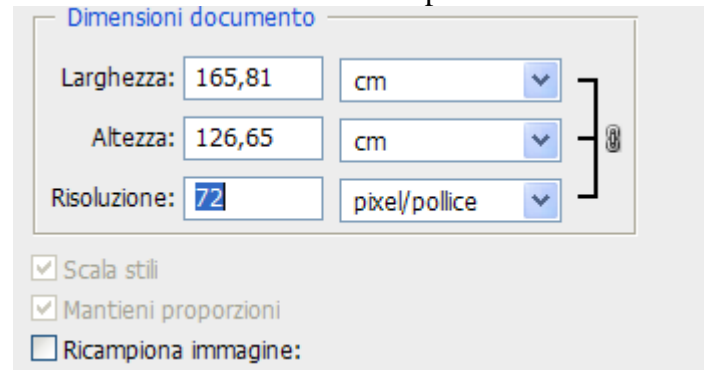 Dimensioni documento
Larghezza: 165,81 cm
Altezza: 126,65 cm
Risoluzione: 72 pixel/pollice
Scala stili
Mantieni proporzioni
Ricampiona immagine: